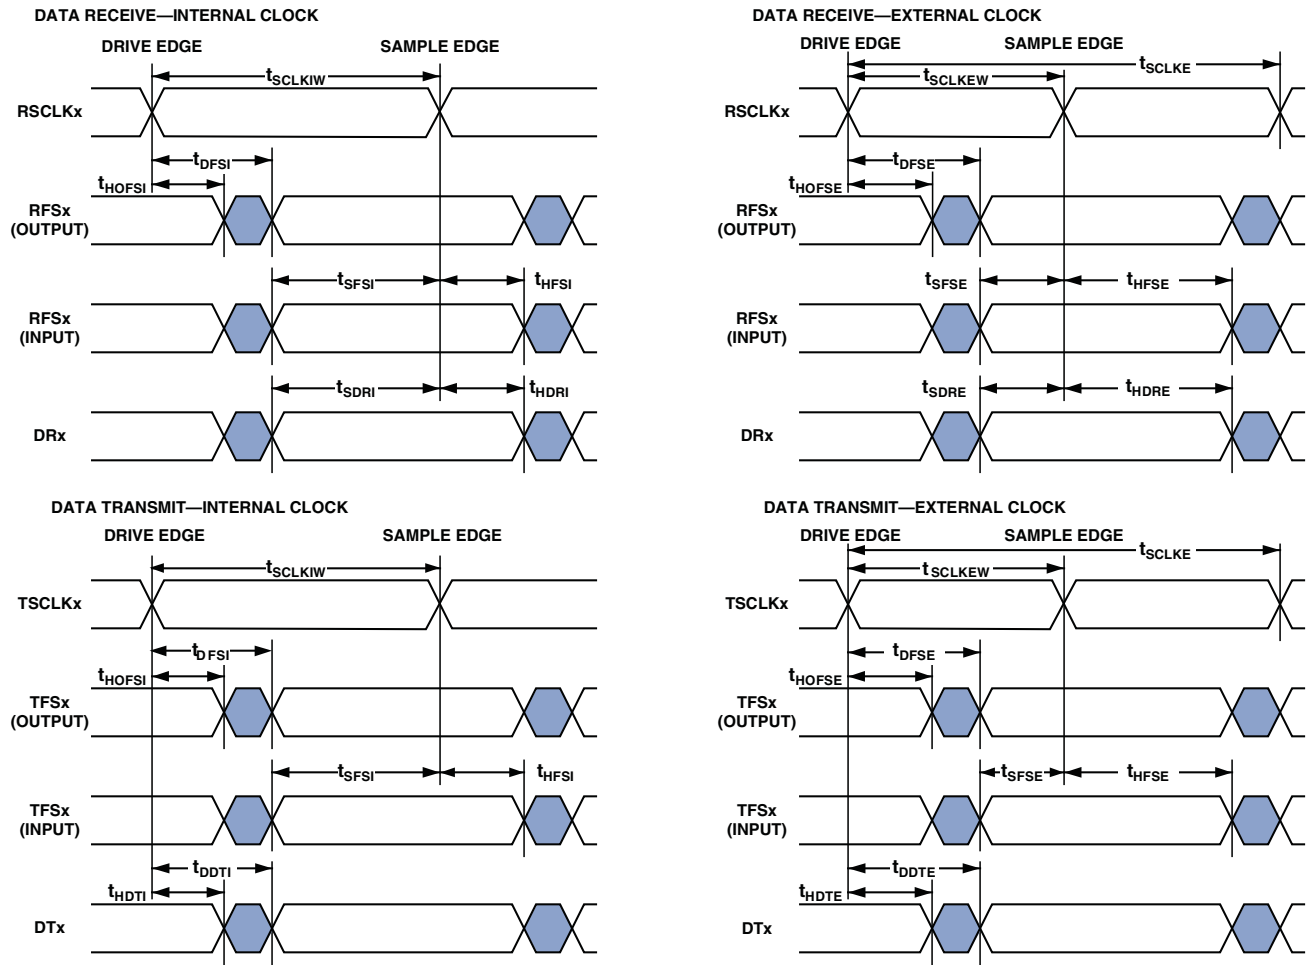 DATA RECEIVE—INTERNAL CLOCK
DRIVE EDGE
SAMPLE EDGE
tSCLKIW
RSCLKx
tDFSI
tHOFSI
RFSx
(OUTPUT)
tSFSI
tHFSI
RFSx
(INPUT)
tSDRI
tHDRI
DRx
DATA RECEIVE—EXTERNAL CLOCK
DRIVE EDGE
SAMPLE EDGE
tSCLKE
tSCLKEW
RSCLKx
tDFSE
tHOFSE
RFSx
(OUTPUT)
tSFSE
tHFSE
RFSx
(INPUT)
tSDRE
tHDRE
DRx
DATA TRANSMIT—INTERNAL CLOCK
DRIVE EDGE
SAMPLE EDGE
tSCLKIW
TSCLKx
tDFSI
tHOFSI
TFSx
(OUTPUT)
tSFSI
tHFSI
TFSx
(INPUT)
tDDTI
tHDTI
DTx
DATA TRANSMIT—EXTERNAL CLOCK
DRIVE EDGE
SAMPLE EDGE
tSCLKE
tSCLKEW
TSCLKx
tDFSE
tHOFSE
TFSx
(OUTPUT)
tSFSE
tHFSE
TFSx
(INPUT)
tDDTE
tHDTE
DTx